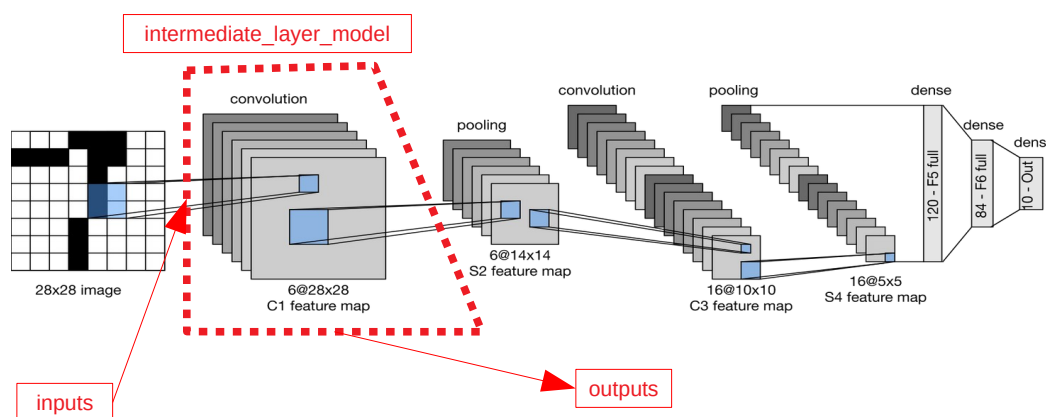 intermediate_layer_model
convolution
pooling
convolution
pooling
dense
dense
dens
120 - F5 full
84 - F6 full
10 - Out
28x28 image
6@28x28
C1 feature map
6@14x14
S2 feature map
16@10x10
C3 feature map
16@5x5
S4 feature map
inputs
outputs